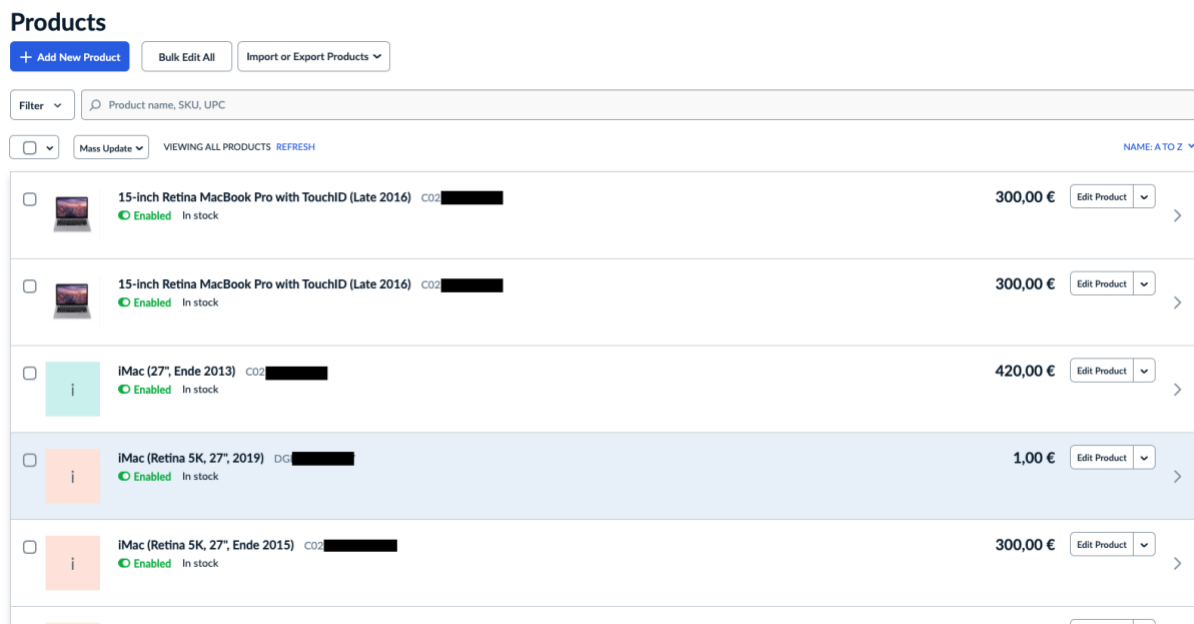 Products
+ Add New Product Bulk Edit All Import or Export Products
Filter Product name, SKU, UPC
Mass Update VIEWING ALL PRODUCTS REFRESH NAME: A TO Z
15-inch Retina MacBook Pro with TouchID (Late 2016) C02 300,00 € Edit Product
Enabled In stock
15-inch Retina MacBook Pro with TouchID (Late 2016) C02 300,00 € Edit Product
Enabled In stock
i
iMac (27", Ende 2013) C02 420,00 € Edit Product
Enabled In stock
i
iMac (Retina 5K, 27", 2019) DG 1,00 € Edit Product
Enabled In stock
i
iMac (Retina 5K, 27", Ende 2015) C02 300,00 € Edit Product
Enabled In stock